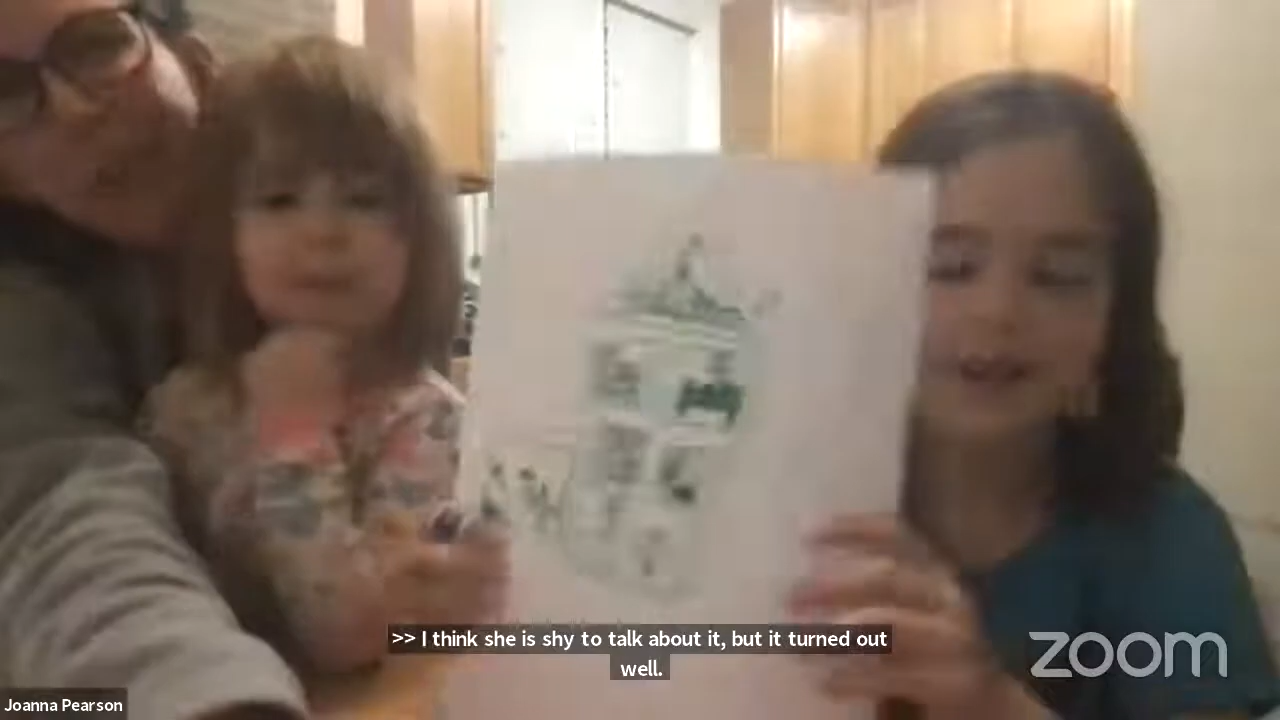 >> I think she is shy to talk about it, but it turned out
well.
zoom
Joanna Pearson